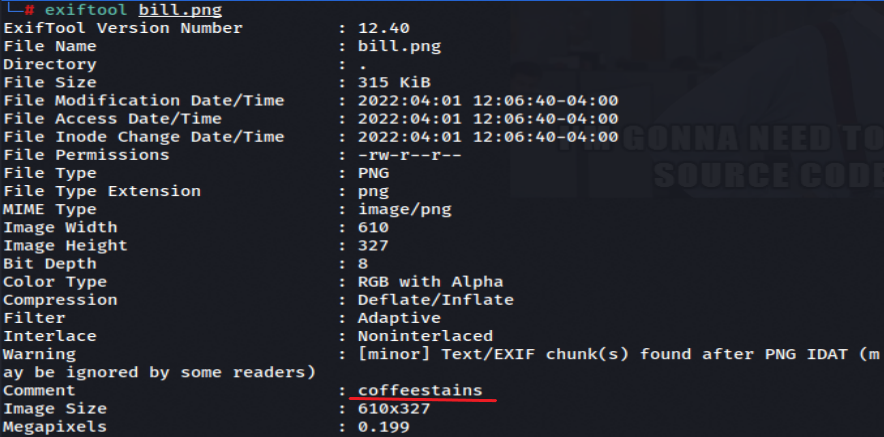 └─# exiftool bill.png
ExifTool Version Number : 12.40
File Name : bill.png
Directory : .
File Size : 315 KiB
File Modification Date/Time : 2022:04:01 12:06:40-04:00
File Access Date/Time : 2022:04:01 12:06:40-04:00
File Inode Change Date/Time : 2022:04:01 12:06:40-04:00
I'M GONNA NEED TO
File Permissions : -rw-r--r--
File Type : PNG
SOURCE CODE
File Type Extension : png
MIME Type : image/png
Image Width : 610
Image Height : 327
Bit Depth : 8
Color Type : RGB with Alpha
Compression : Deflate/Inflate
Filter : Adaptive
Interlace : Noninterlaced
Warning : [minor] Text/EXIF chunk(s) found after PNG IDAT (m
ay be ignored by some readers)
Comment : coffeestains
Image Size : 610x327
Megapixels : 0.199